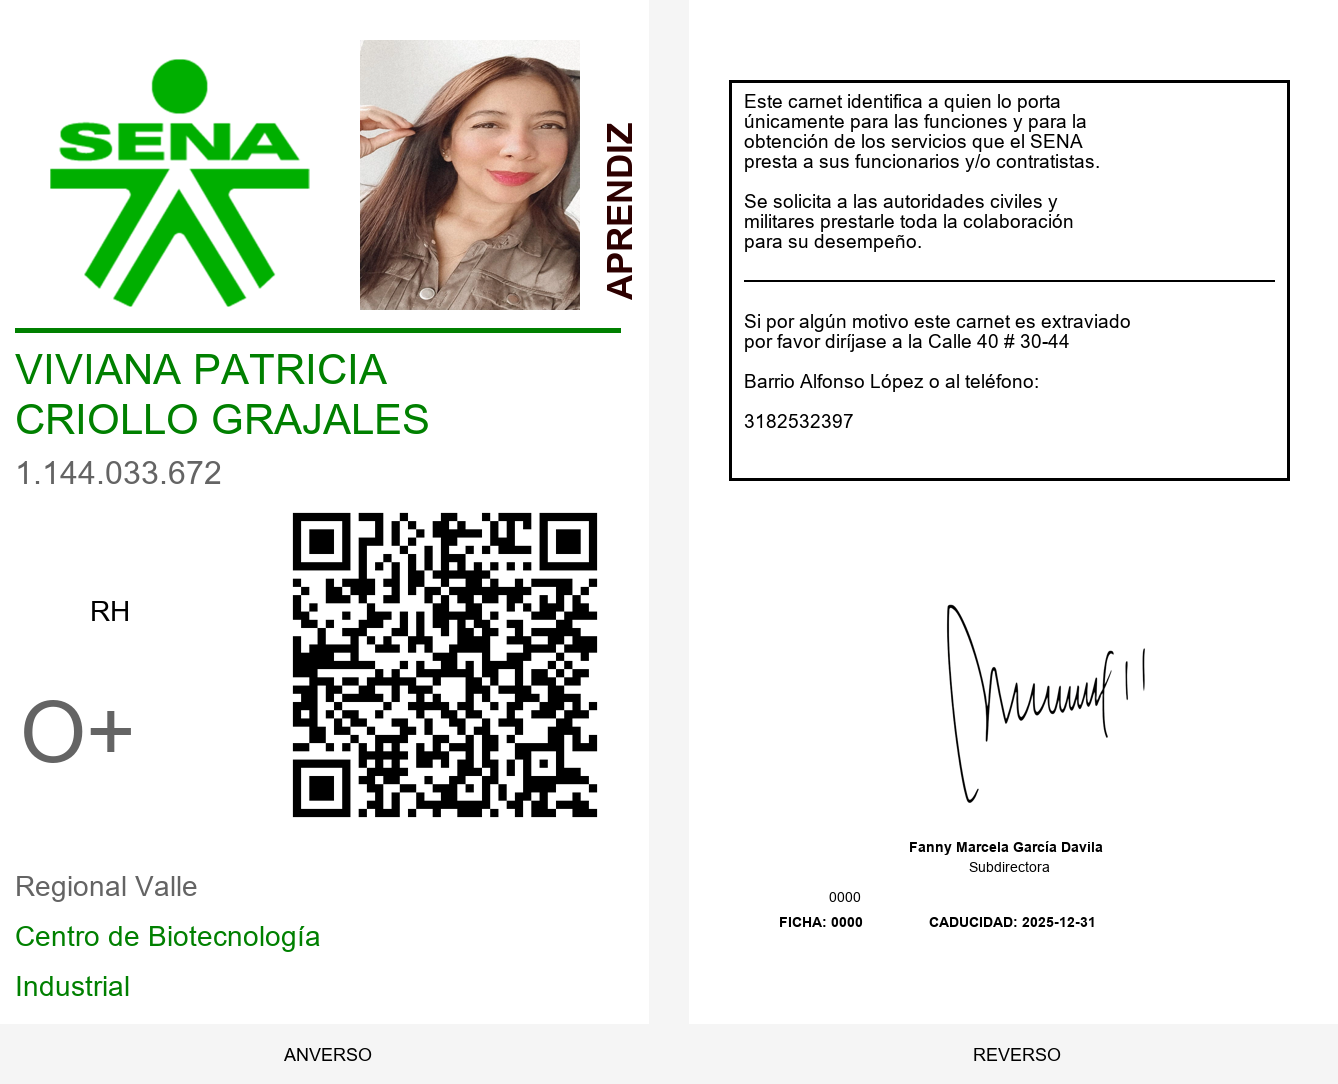 SENA
APRENDIZ
VIVIANA PATRICIA
CRIOLLO GRAJALES
1.144.033.672
RH
O+
Regional Valle
Centro de Biotecnología
Industrial
ANVERSO
Este carnet identifica a quien lo porta
únicamente para las funciones y para la
obtención de los servicios que el SENA
presta a sus funcionarios y/o contratistas.
Se solicita a las autoridades civiles y
militares prestarle toda la colaboración
para su desempeño.
Si por algún motivo este carnet es extraviado
por favor diríjase a la Calle 40 # 30-44
Barrio Alfonso López o al teléfono:
3182532397
Fanny Marcela García Davila
Subdirectora
0000
FICHA: 0000 CADUCIDAD: 2025-12-31
REVERSO